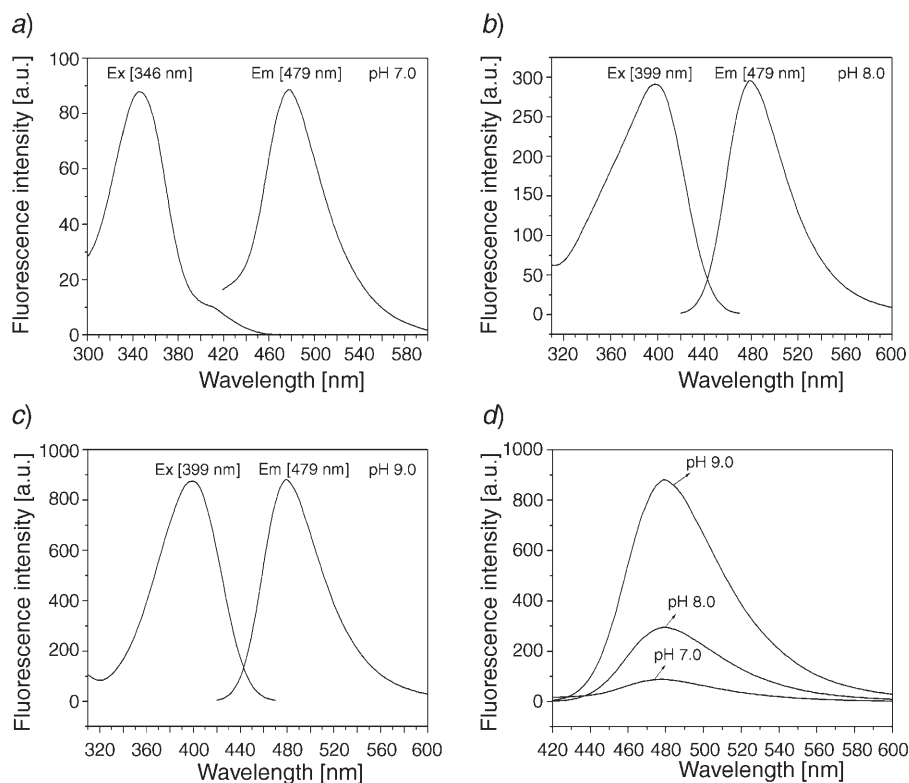 a)
Ex [346 nm] Em [479 nm] pH 7.0
Fluorescence intensity [a.u.]
100
80
60
40
20
0
300 340 380 420 460 500 540 580
Wavelength [nm]
b)
Ex [399 nm] Em [479 nm] pH 8.0
Fluorescence intensity [a.u.]
300
250
200
150
100
50
0
320 360 400 440 480 520 560 600
Wavelength [nm]
c)
Ex [399 nm] Em [479 nm] pH 9.0
Fluorescence intensity [a.u.]
1000
800
600
400
200
0
320 360 400 440 480 520 560 600
Wavelength [nm]
d)
Fluorescence intensity [a.u.]
1000
800
600
400
200
0
pH 9.0
pH 8.0
pH 7.0
420 440 460 480 500 520 540 560 580 600
Wavelength [nm]